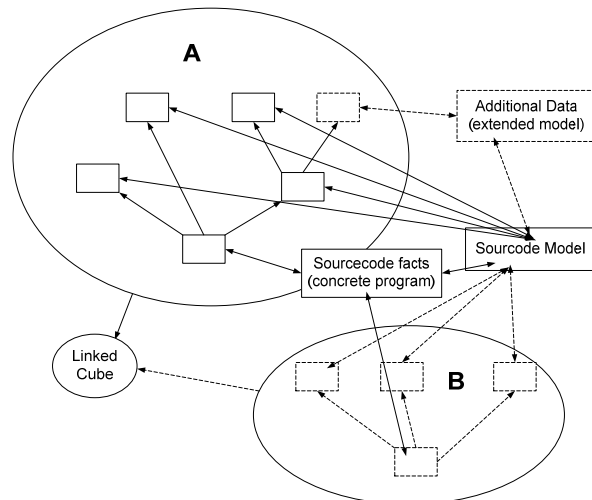 A
Additional Data
(extended model)
Sourcode Model
Sourcecode facts
(concrete program)
Linked
Cube
B